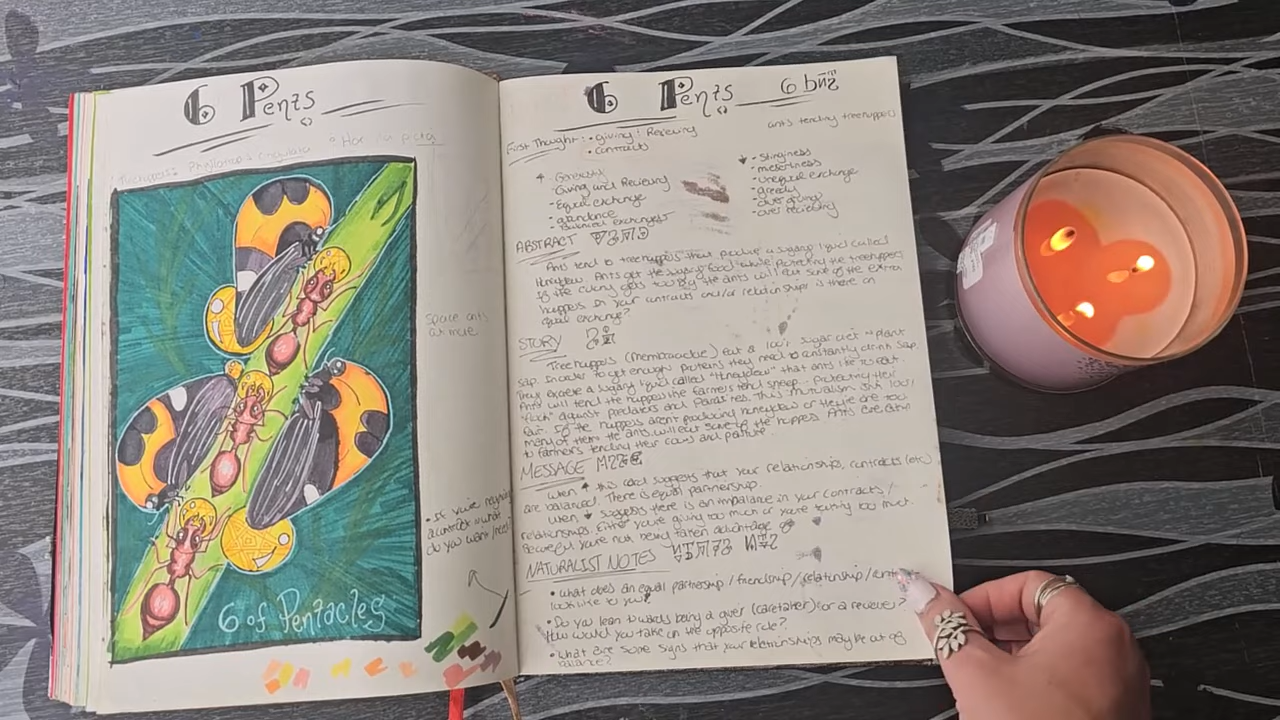 6 Pents
6 Pents
First Thought: • giving & Recieving
• contracts
ants tending treehoppers
- Generosity
- Giving and Recieving
- Equal exchange
- abundance
- Balanced exchanges
- Stinginess
- unequal exchange
- greedy
- over giving
- over recieving
ABSTRACT
Ants tend to treehoppers that produce a sugary liquid called
Honeydew. Ants get the sugary food while protecting the treehoppers
If the colony gets too big the ants will eat some of the extra
hoppers. In your contracts and/or relationships is there an
equal exchange?
STORY
Treehoppers (Membracidae) Eat a 100% sugar diet plant
sap. In order to get enough proteins they need to constantly drink sap.
They excrete a sugary liquid called "Honeydew" that ants like to eat.
Ants will tend the hoppers like farmers tend sheep... Protecting their
"flock" against predators and parasites. This mutualism isn't 100%
fair. If the hoppers aren't producing honeydew or there are too
many of them the ants will eat some of the hoppers. Ants are
to farmers tending their cows and pasture.
MESSAGE
When this card suggests that your relationships, contracts (etc)
are balanced. There is equal partnership.
When suggests there is an imbalance in your contracts/
relationships. Either you're giving too much or you're taking too much.
Be careful you're not being taken advantage of
NATURALIST NOTES
• What does an equal partnership/friendship/relationship/
look like to you?
• Do you lean towards being a giver (caretaker) or a reciever?
How would you take on the opposite role?
• What are some signs that your relationships may be out of
balance?
space ants
a more
• If you're
a contract what
do you want/need?
6 of Pentacles